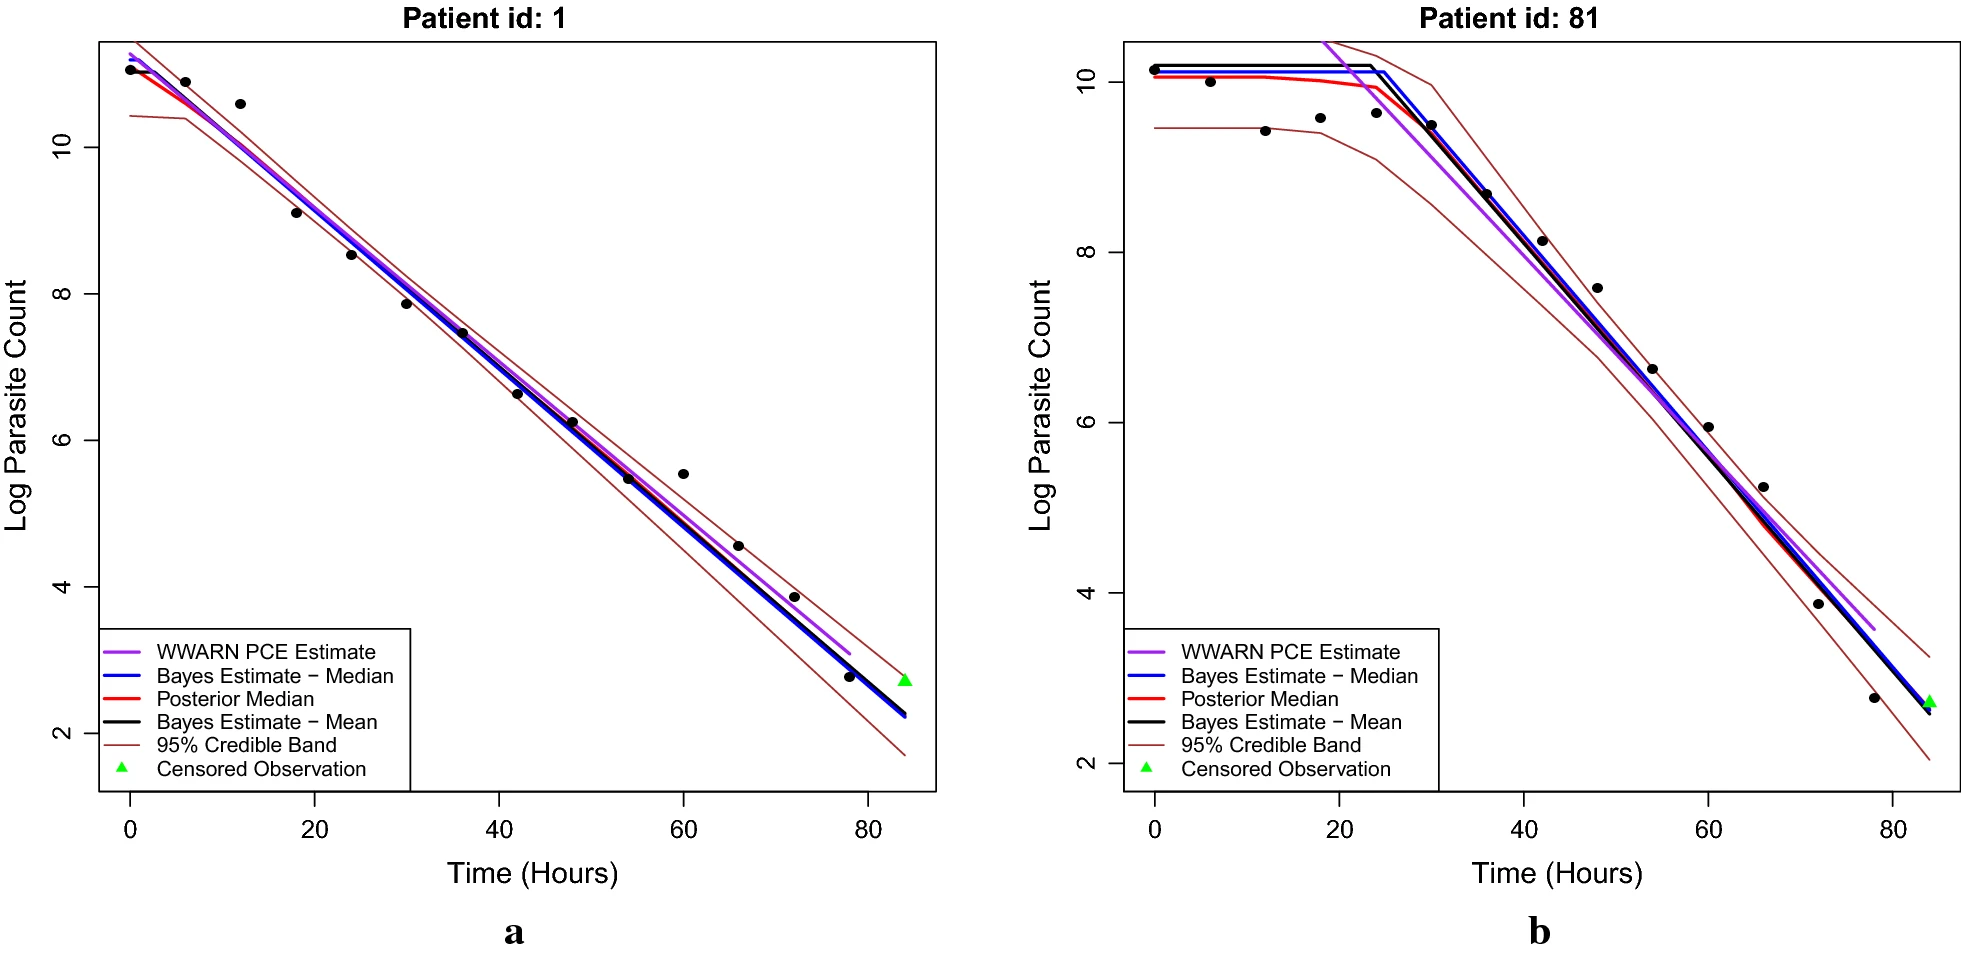 Patient id: 1
Log Parasite Count
10
8
6
4
2
WWARN PCE Estimate
Bayes Estimate − Median
Posterior Median
Bayes Estimate − Mean
95% Credible Band
Censored Observation
0 20 40 60 80
Time (Hours)
a
Patient id: 81
Log Parasite Count
10
8
6
4
2
WWARN PCE Estimate
Bayes Estimate − Median
Posterior Median
Bayes Estimate − Mean
95% Credible Band
Censored Observation
0 20 40 60 80
Time (Hours)
b